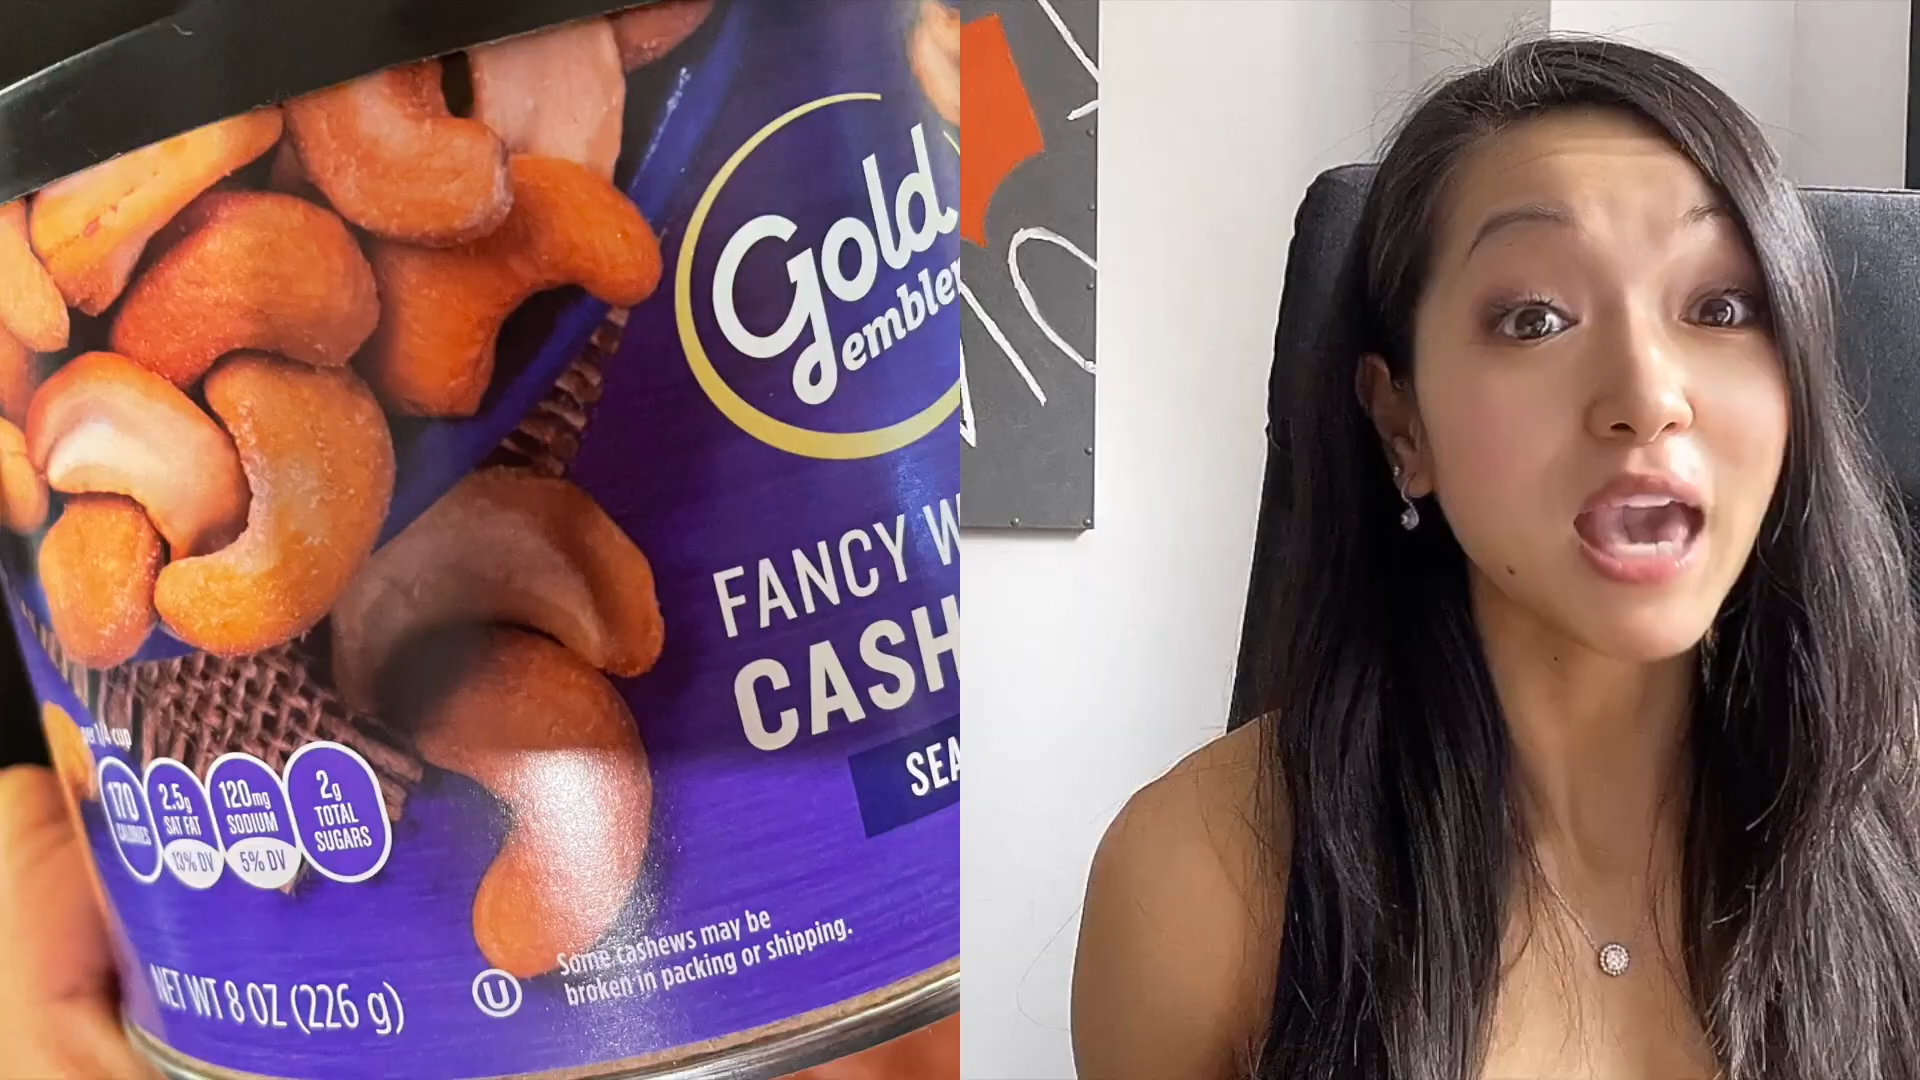 Gold
emble
FANCY W
CASH
SEA
per 1/4 cup
170
CALORIES
2.5g
SAT FAT
13% DV
120mg
SODIUM
5% DV
2g
TOTAL
SUGARS
Some cashews may be
broken in packing or shipping.
U
NET WT 8 OZ (226 g)